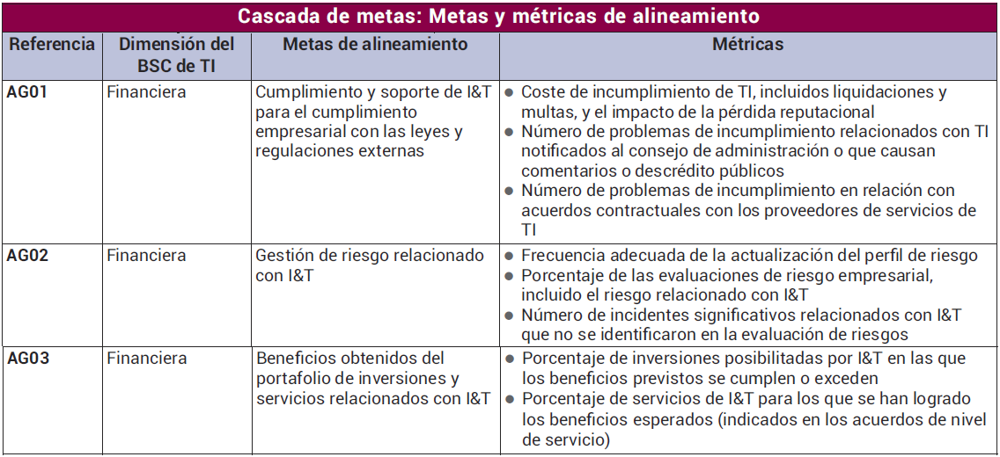 Cascada de metas: Metas y métricas de alineamiento
Referencia
Dimensión del
BSC de TI
Metas de alineamiento
Métricas
AG01
Financiera
Cumplimiento y soporte de I&T
para el cumplimiento
empresarial con las leyes y
regulaciones externas
● Coste de incumplimiento de TI, incluidos liquidaciones y
multas, y el impacto de la pérdida reputacional
● Número de problemas de incumplimiento relacionados con TI
notificados al consejo de administración o que causan
comentarios o descrédito públicos
● Número de problemas de incumplimiento en relación con
acuerdos contractuales con los proveedores de servicios de
TI
AG02
Financiera
Gestión de riesgo relacionado
con I&T
● Frecuencia adecuada de la actualización del perfil de riesgo
● Porcentaje de las evaluaciones de riesgo empresarial,
incluido el riesgo relacionado con I&T
● Número de incidentes significativos relacionados con I&T
que no se identificaron en la evaluación de riesgos
AG03
Financiera
Beneficios obtenidos del
portafolio de inversiones y
servicios relacionados con I&T
● Porcentaje de inversiones posibilitadas por I&T en las que
los beneficios previstos se cumplen o exceden
● Porcentaje de servicios de I&T para los que se han logrado
los beneficios esperados (indicados en los acuerdos de nivel
de servicio)